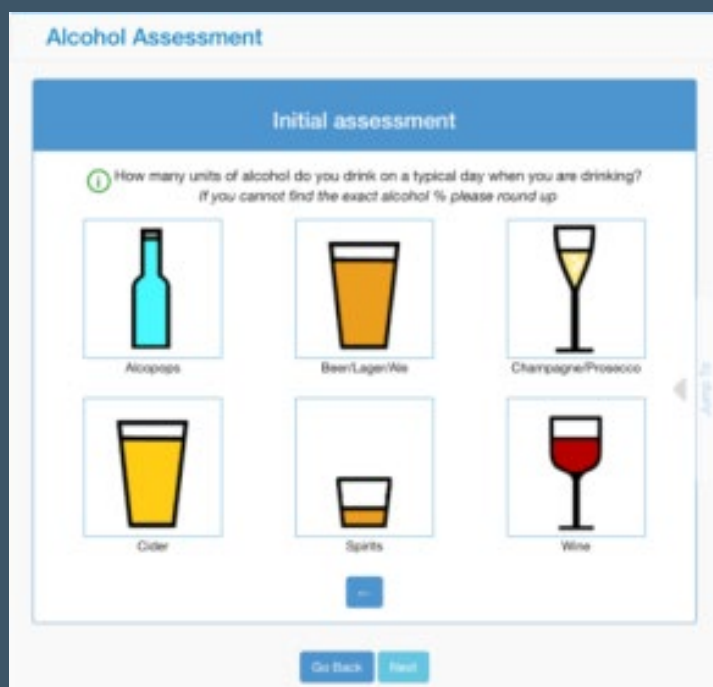 Alcohol Assessment
Initial assessment
How many units of alcohol do you drink on a typical day when you are drinking?
If you cannot find the exact alcohol % please round up
Alcopops
Beer/Lager/Ale
Champagne/Prosecco
Cider
Spirits
Wine
Jump To
Go Back
Next